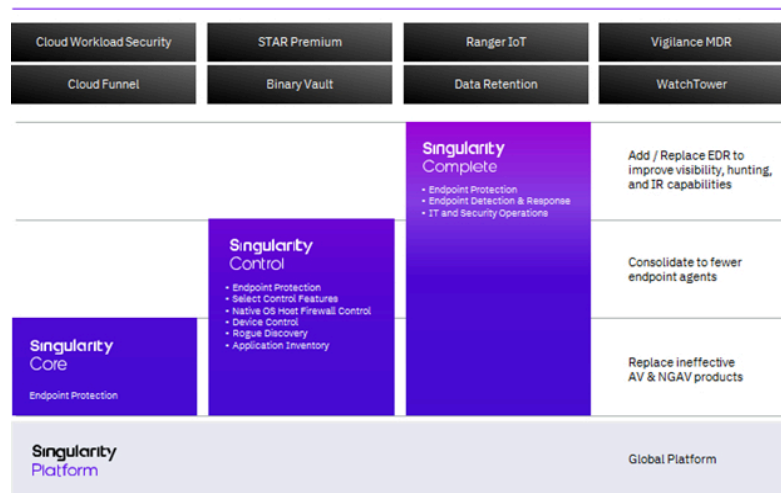 Cloud Workload Security
STAR Premium
Ranger IoT
Vigilance MDR
Cloud Funnel
Binary Vault
Data Retention
WatchTower
Singularity
Complete
• Endpoint Protection
• Endpoint Detection & Response
• IT and Security Operations
Add / Replace EDR to
improve visibility, hunting,
and IR capabilities
Singularity
Control
• Endpoint Protection
• Select Control Features
• Native OS Host Firewall Control
• Device Control
• Rogue Discovery
• Application Inventory
Consolidate to fewer
endpoint agents
Singularity
Core
Endpoint Protection
Replace ineffective
AV & NGAV products
Singularity
Platform
Global Platform